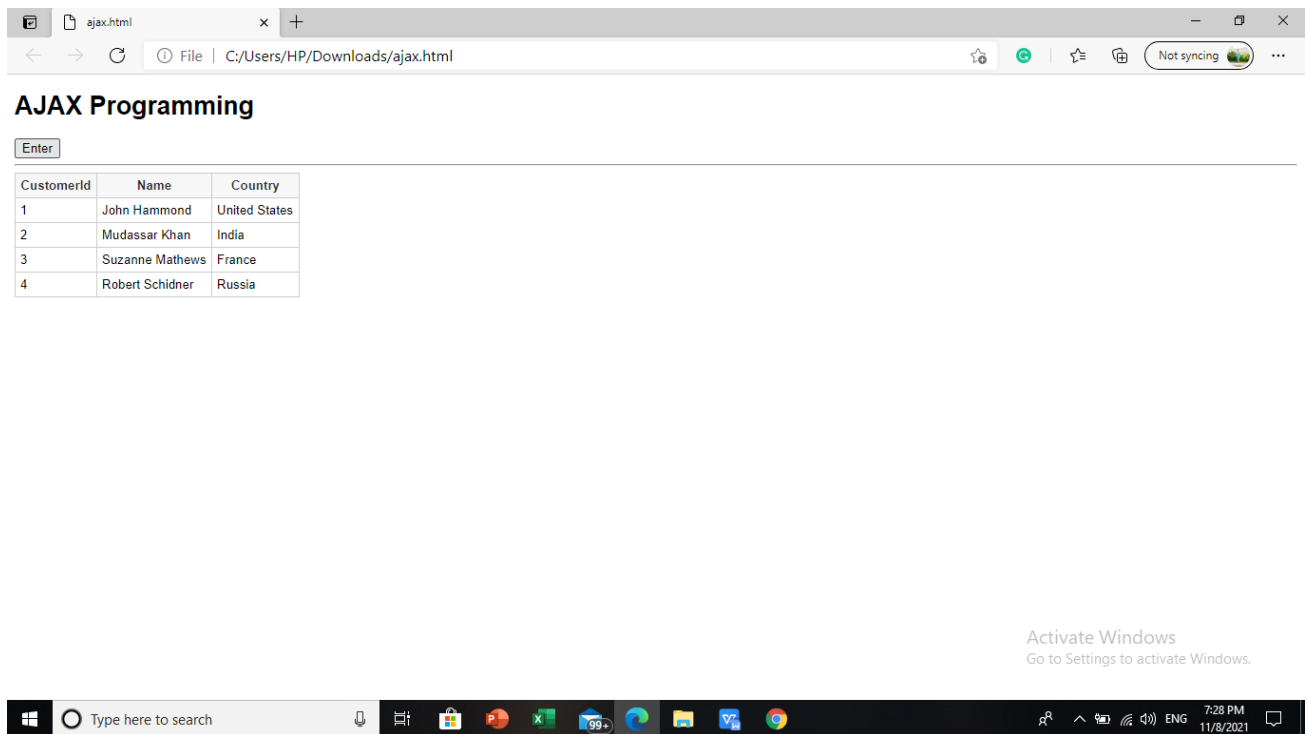 ajax.html
File | C:/Users/HP/Downloads/ajax.html
Not syncing
AJAX Programming
Enter
CustomerId Name Country
1 John Hammond United States
2 Mudassar Khan India
3 Suzanne Mathews France
4 Robert Schidner Russia
Activate Windows
Go to Settings to activate Windows.
Type here to search
99+
ENG
7:28 PM
11/8/2021